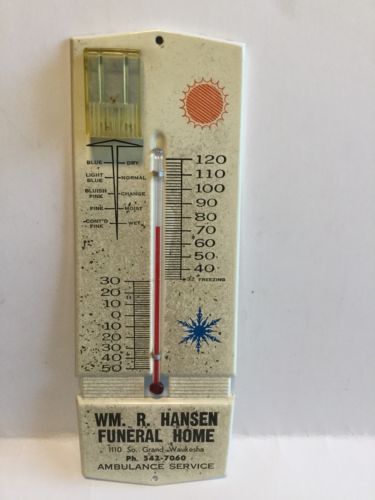 BLUE DRY
LIGHT BLUE NORMAL
BLUISH PINK CHANGE
PINK MOIST
CONT'D PINK WET
120
110
100
90
80
70
60
50
40
32 FREEZING
30
20
10
0
10
20
30
40
50
WM. R. HANSEN
FUNERAL HOME
1110 So. Grand Waukesha
Ph. 542-7060
AMBULANCE SERVICE